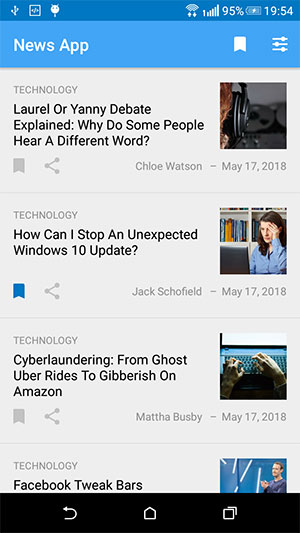 95% 19:54
News App
TECHNOLOGY
Laurel Or Yanny Debate
Explained: Why Do Some People
Hear A Different Word?
Chloe Watson – May 17, 2018
TECHNOLOGY
How Can I Stop An Unexpected
Windows 10 Update?
Jack Schofield – May 17, 2018
TECHNOLOGY
Cyberlaundering: From Ghost
Uber Rides To Gibberish On
Amazon
Mattha Busby – May 17, 2018
TECHNOLOGY
Facebook Tweak Bars